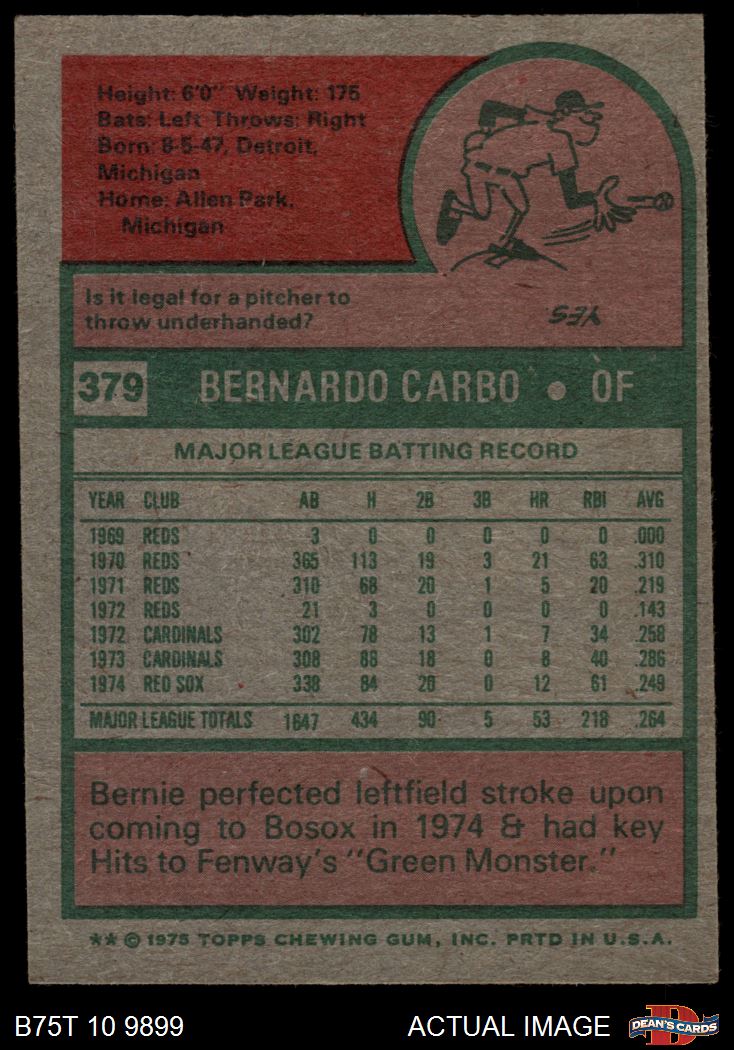 Height: 6'0" Weight: 175
Bats: Left Throws: Right
Born: 8-5-47, Detroit,
Michigan
Home: Allen Park,
Michigan
Is it legal for a pitcher to
throw underhanded?
YES
379 BERNARDO CARBO • OF
MAJOR LEAGUE BATTING RECORD
YEAR CLUB AB H 2B 3B HR RBI AVG
1969 REDS 3 0 0 0 0 0 .000
1970 REDS 365 113 19 3 21 63 .310
1971 REDS 310 68 20 1 5 20 .219
1972 REDS 21 3 0 0 0 0 .143
1972 CARDINALS 302 78 13 1 7 34 .258
1973 CARDINALS 308 88 18 0 8 40 .286
1974 RED SOX 338 84 20 0 12 61 .249
MAJOR LEAGUE TOTALS 1647 434 90 5 53 218 .264
Bernie perfected leftfield stroke upon
coming to Bosox in 1974 & had key
Hits to Fenway's "Green Monster."
** © 1975 TOPPS CHEWING GUM, INC. PRTD IN U.S.A.
B75T 10 9899 ACTUAL IMAGE
D
DEAN'S CARDS